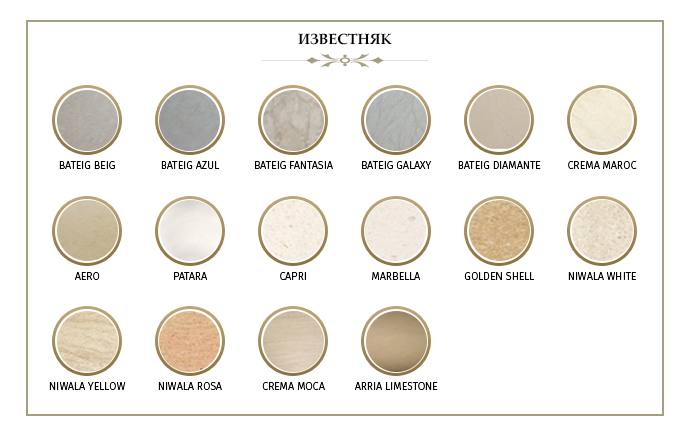 ИЗВЕСТНЯК
BATEIG BEIG
BATEIG AZUL
BATEIG FANTASIA
BATEIG GALAXY
BATEIG DIAMANTE
CREMA MAROC
AERO
PATARA
CAPRI
MARBELLA
GOLDEN SHELL
NIWALA WHITE
NIWALA YELLOW
NIWALA ROSA
CREMA MOCA
ARRIA LIMESTONE